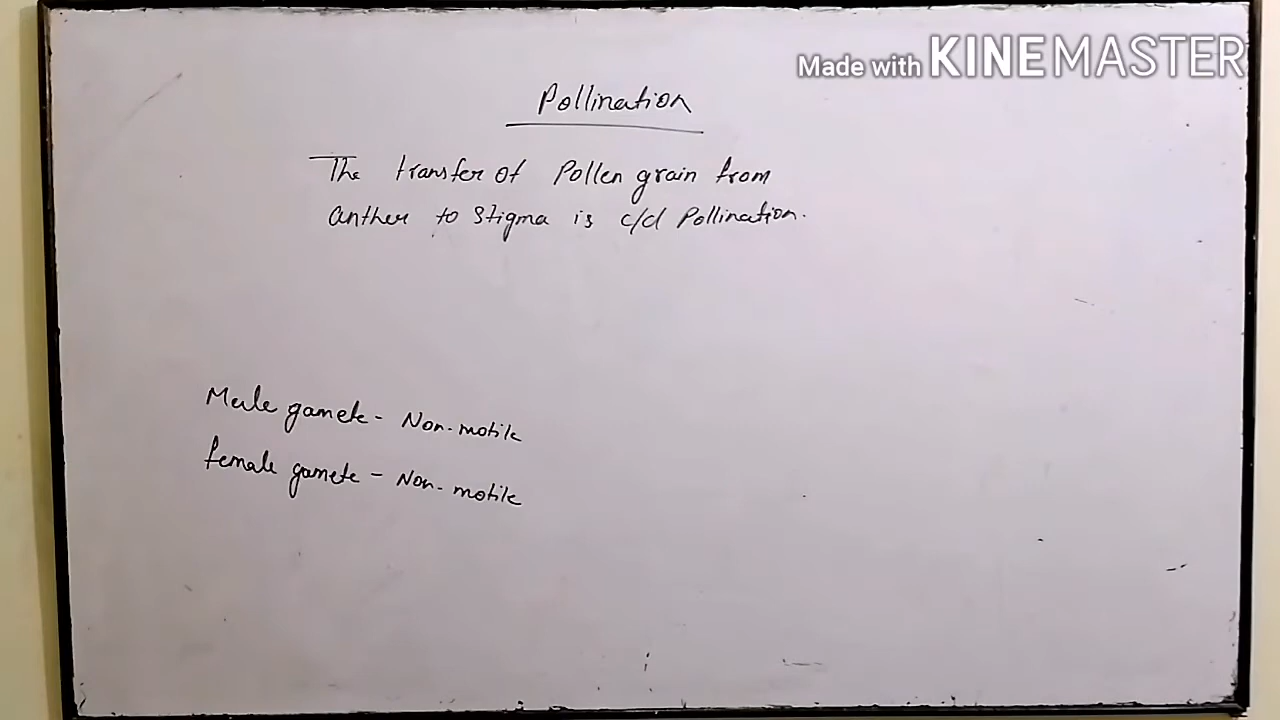 Made with KINEMASTER
Pollination
The transfer of Pollen grain from
anther to Stigma is c/d Pollination.
Male gamete - Non-motile
female gamete - Non-motile